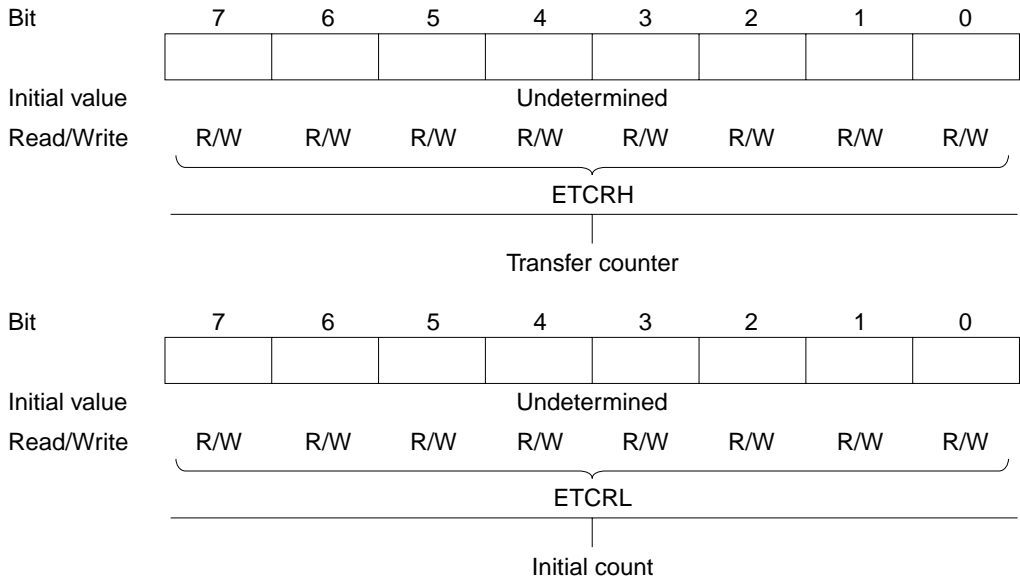 Bit 7 6 5 4 3 2 1 0
Initial value Undetermined
Read/Write R/W R/W R/W R/W R/W R/W R/W R/W
ETCRH
Transfer counter
Bit 7 6 5 4 3 2 1 0
Initial value Undetermined
Read/Write R/W R/W R/W R/W R/W R/W R/W R/W
ETCRL
Initial count